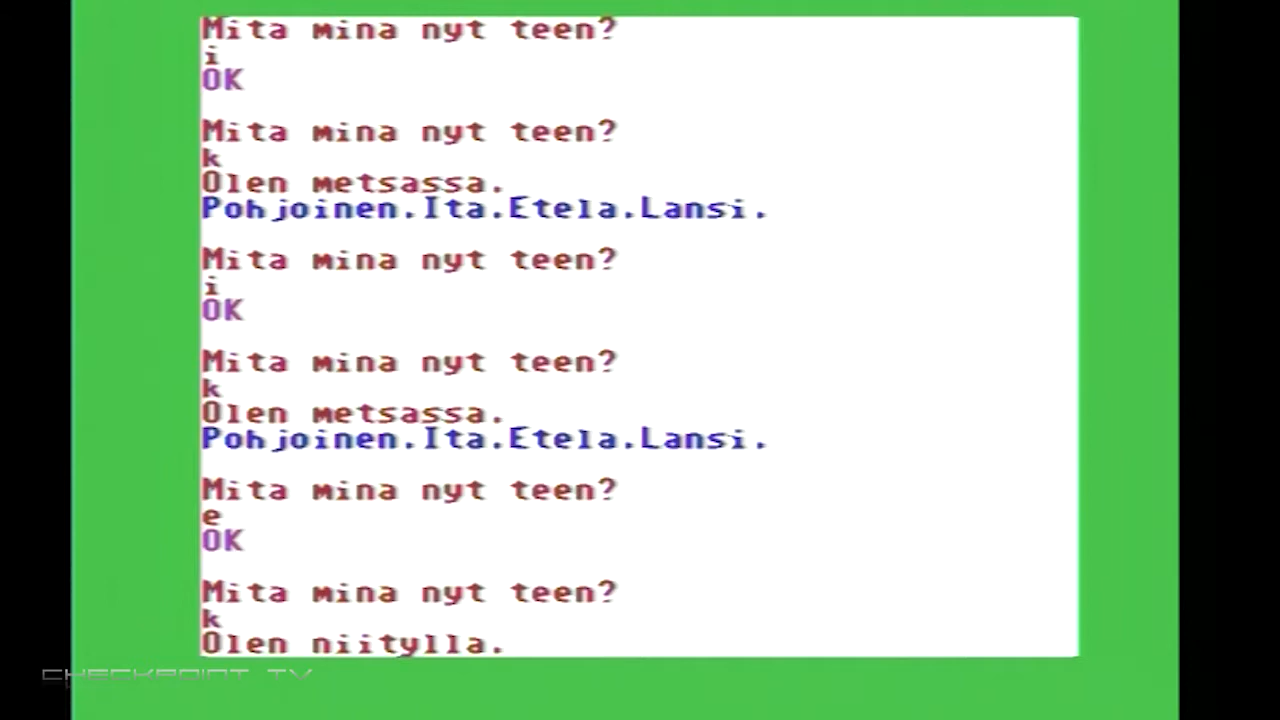 Mita mina nyt teen?
i
OK
Mita mina nyt teen?
k
Olen metsassa.
Pohjoinen.Ita.Etela.Lansi.
Mita mina nyt teen?
i
OK
Mita mina nyt teen?
k
Olen metsassa.
Pohjoinen.Ita.Etela.Lansi.
Mita mina nyt teen?
e
OK
Mita mina nyt teen?
k
Olen niitylla.
CHECKPOINT TV